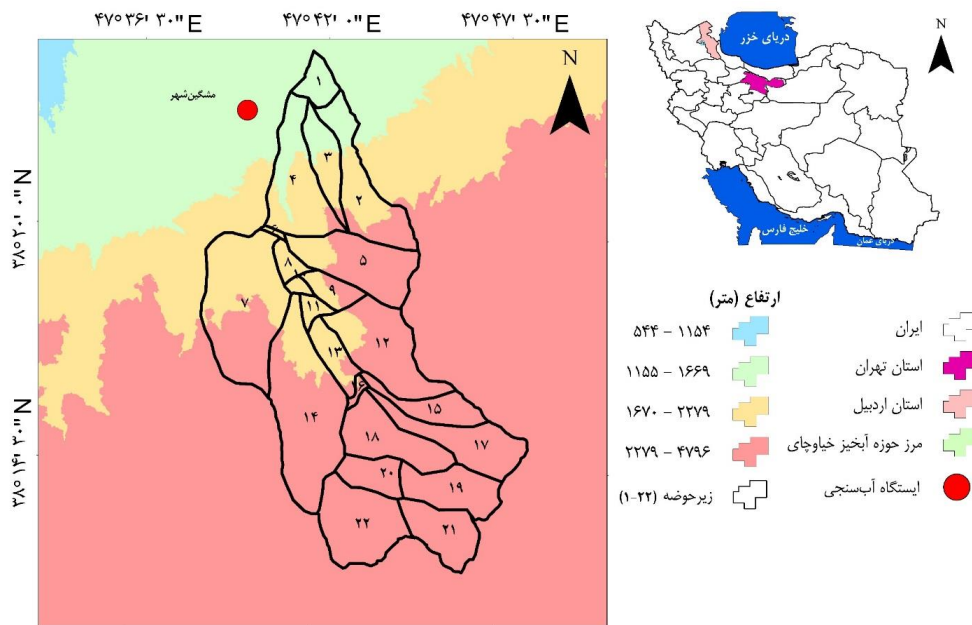 ۴۷° ۳۶' ۳۰" E
۴۷° ۴۲' ۰" E
۴۷° ۴۷' ۳۰" E
۳۸° ۲۰' ۰" N
۳۸° ۱۴' ۳۰" N
N
مشگین‌شهر
۱
۳
۴
۲
۵
۸
۹
۷
۱۱
۱۲
۱۳
۱۴
۱۵
۱۸
۱۷
۲۰
۱۹
۲۲
۲۱
دریای خزر
N
خلیج فارس
دریای عمان
ارتفاع (متر)
۵۴۴ – ۱۱۵۴
۱۱۵۵ – ۱۶۶۹
۱۶۷۰ – ۲۲۷۹
۲۲۷۹ – ۴۷۹۶
زیرحوضه (۲۲-۱)
ایران
استان تهران
استان اردبیل
مرز حوزه آبخیز خیاوچای
ایستگاه آب‌سنجی